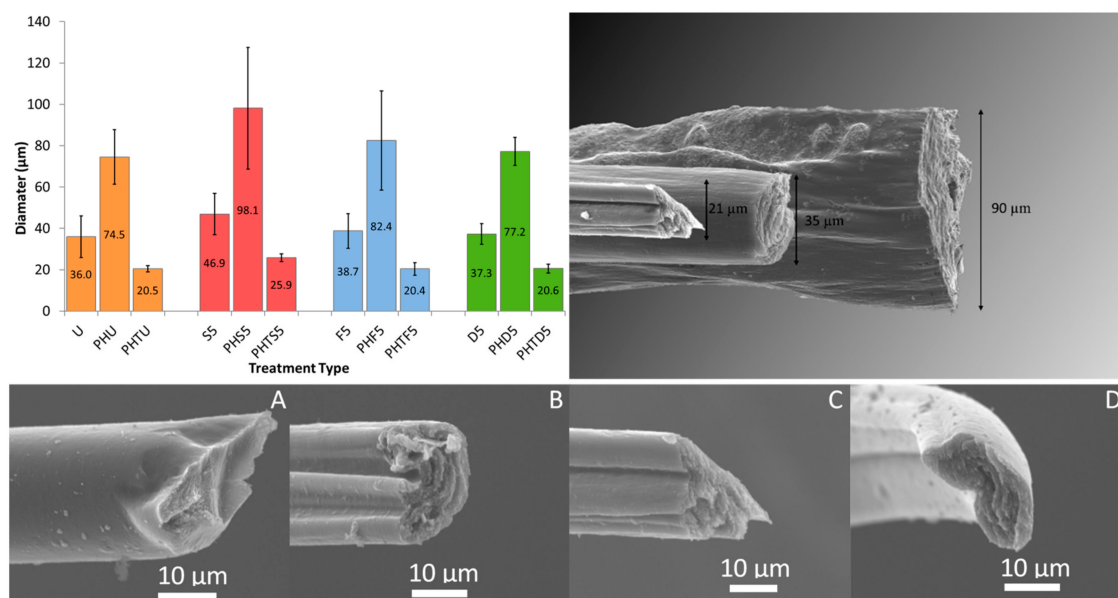 140
120
100
80
60
40
20
0
Diamater (μm)
36.0
74.5
20.5
46.9
98.1
25.9
38.7
82.4
20.4
37.3
77.2
20.6
U
PHU
PHTU
S5
PHS5
PHTS5
F5
PHF5
PHTF5
D5
PHD5
PHTD5
Treatment Type
21 μm
35 μm
90 μm
A
B
C
D
10 μm
10 μm
10 μm
10 μm